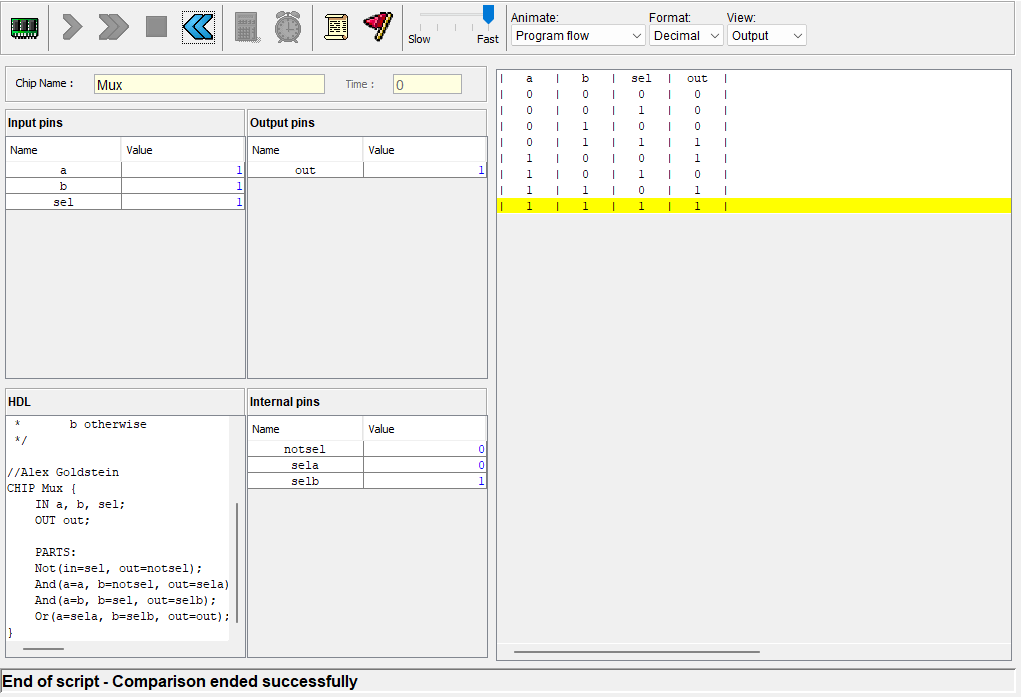 Slow
Fast
Animate:
Program flow
Format:
Decimal
View:
Output
Chip Name :
Mux
Time :
0
Input pins
Name Value
a 1
b 1
sel 1
Output pins
Name Value
out 1
HDL
* b otherwise
*/
//Alex Goldstein
CHIP Mux {
IN a, b, sel;
OUT out;
PARTS:
Not(in=sel, out=notsel);
And(a=a, b=notsel, out=sela)
And(a=b, b=sel, out=selb);
Or(a=sela, b=selb, out=out);
}
Internal pins
Name Value
notsel 0
sela 0
selb 1
| a | b | sel | out |
| 0 | 0 | 0 | 0 |
| 0 | 0 | 1 | 0 |
| 0 | 1 | 0 | 0 |
| 0 | 1 | 1 | 1 |
| 1 | 0 | 0 | 1 |
| 1 | 0 | 1 | 0 |
| 1 | 1 | 0 | 1 |
| 1 | 1 | 1 | 1 |
End of script - Comparison ended successfully